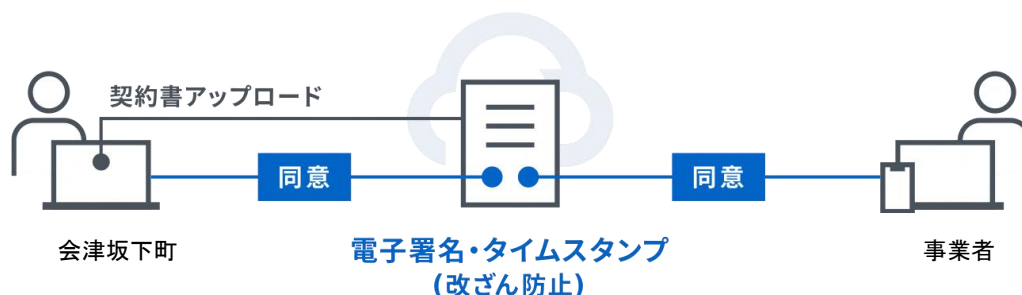 契約書アップロード
同意
同意
会津坂下町
電子署名・タイムスタンプ
(改ざん防止)
事業者